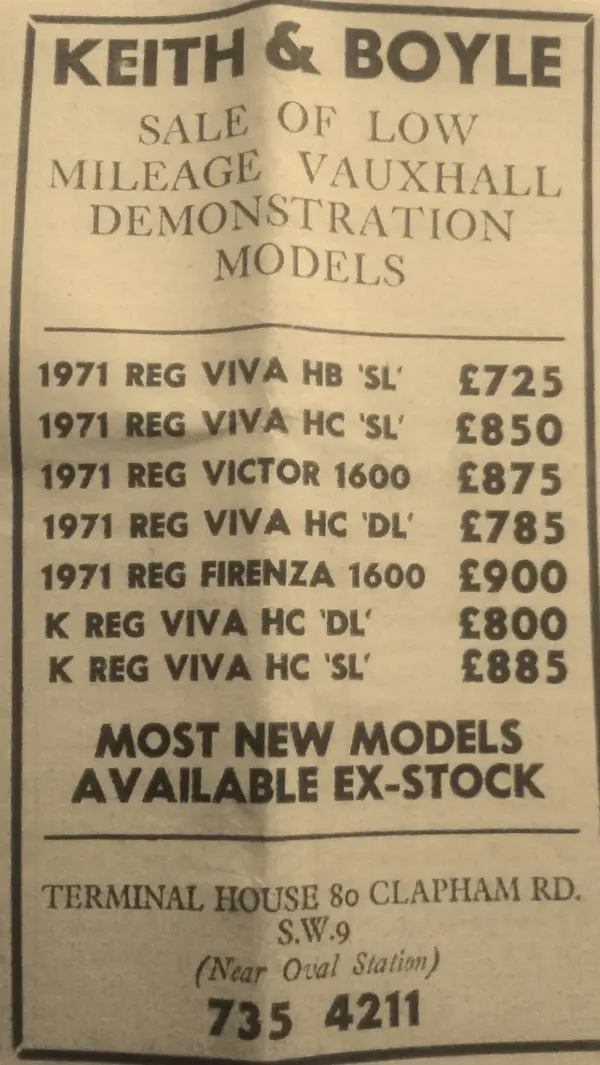 KEITH & BOYLE
SALE OF LOW
MILEAGE VAUXHALL
DEMONSTRATION
MODELS
1971 REG VIVA HB 'SL' £725
1971 REG VIVA HC 'SL' £850
1971 REG VICTOR 1600 £875
1971 REG VIVA HC 'DL' £785
1971 REG FIRENZA 1600 £900
K REG VIVA HC 'DL' £800
K REG VIVA HC 'SL' £885
MOST NEW MODELS
AVAILABLE EX-STOCK
TERMINAL HOUSE 80 CLAPHAM RD.
S.W.9
(Near Oval Station)
735 4211